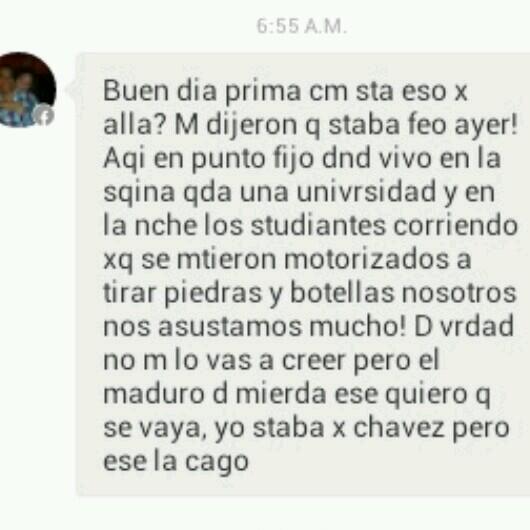 6:55 A.M.
Buen dia prima cm sta eso x
alla? M dijeron q staba feo ayer!
Aqi en punto fijo dnd vivo en la
sqina qda una univrsidad y en
la nche los studiantes corriendo
xq se mtieron motorizados a
tirar piedras y botellas nosotros
nos asustamos mucho! D vrdad
no m lo vas a creer pero el
maduro d mierda ese quiero q
se vaya, yo staba x chavez pero
ese la cago